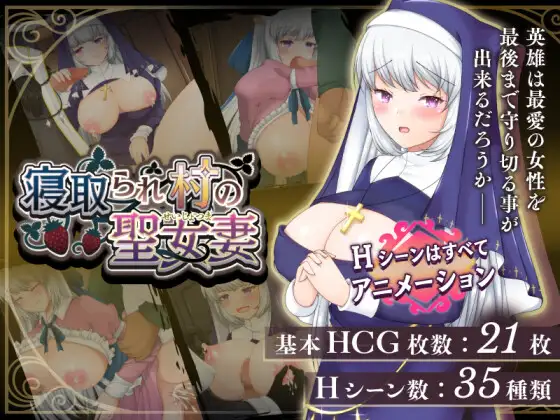 英雄は最愛の女性を
最後まで守り切る事が
出来るだろうか――
寝取られ村の
せいじょづま
聖女妻
Hシーンはすべて
アニメーション
基本HCG枚数：21枚
Hシーン数：35種類